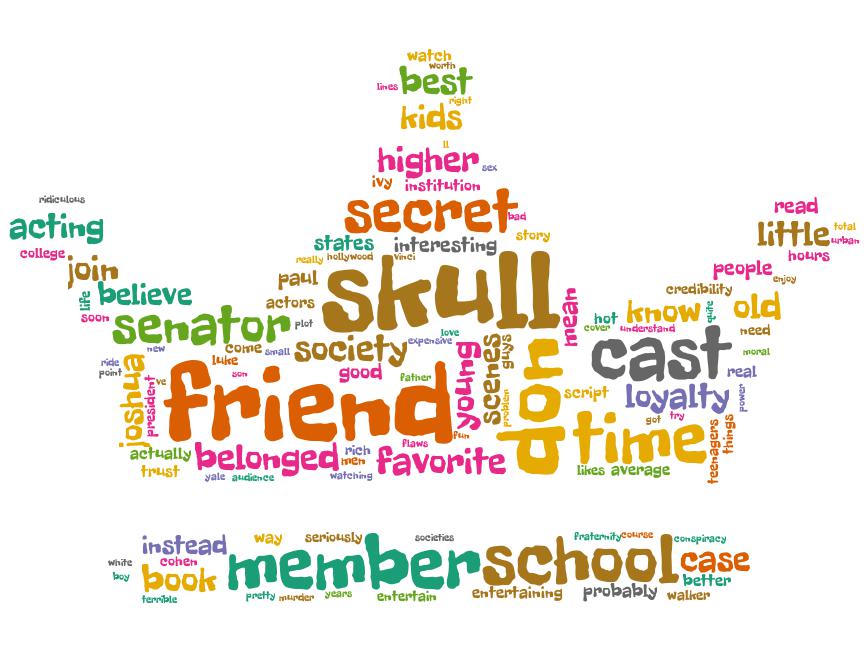 watch
worth
lines best
right
kids
ll
higher sex
ivy institution
ridiculous
secret bad
read
acting
states interesting story
little total
urban
college
really hollywood vinci
hours
join
paul skull
people enjoy
life believe
actors
credibility
soon senator plot
mean hot know quite old
cover understand need
new come small society expensive love
young scenes guys
cast moral
ride
point joshua president ve
luke
son
good father
friend
don
problem
script
loyalty real
power
got try
fun
time
teenagers things
actually belonged rich
men
flaws
favorite
likes average
trust yale audience watching
instead way seriously societies
fraternity course conspiracy
white cohen
member school case
boy book
better
terrible pretty murder years entertain entertaining probably walker